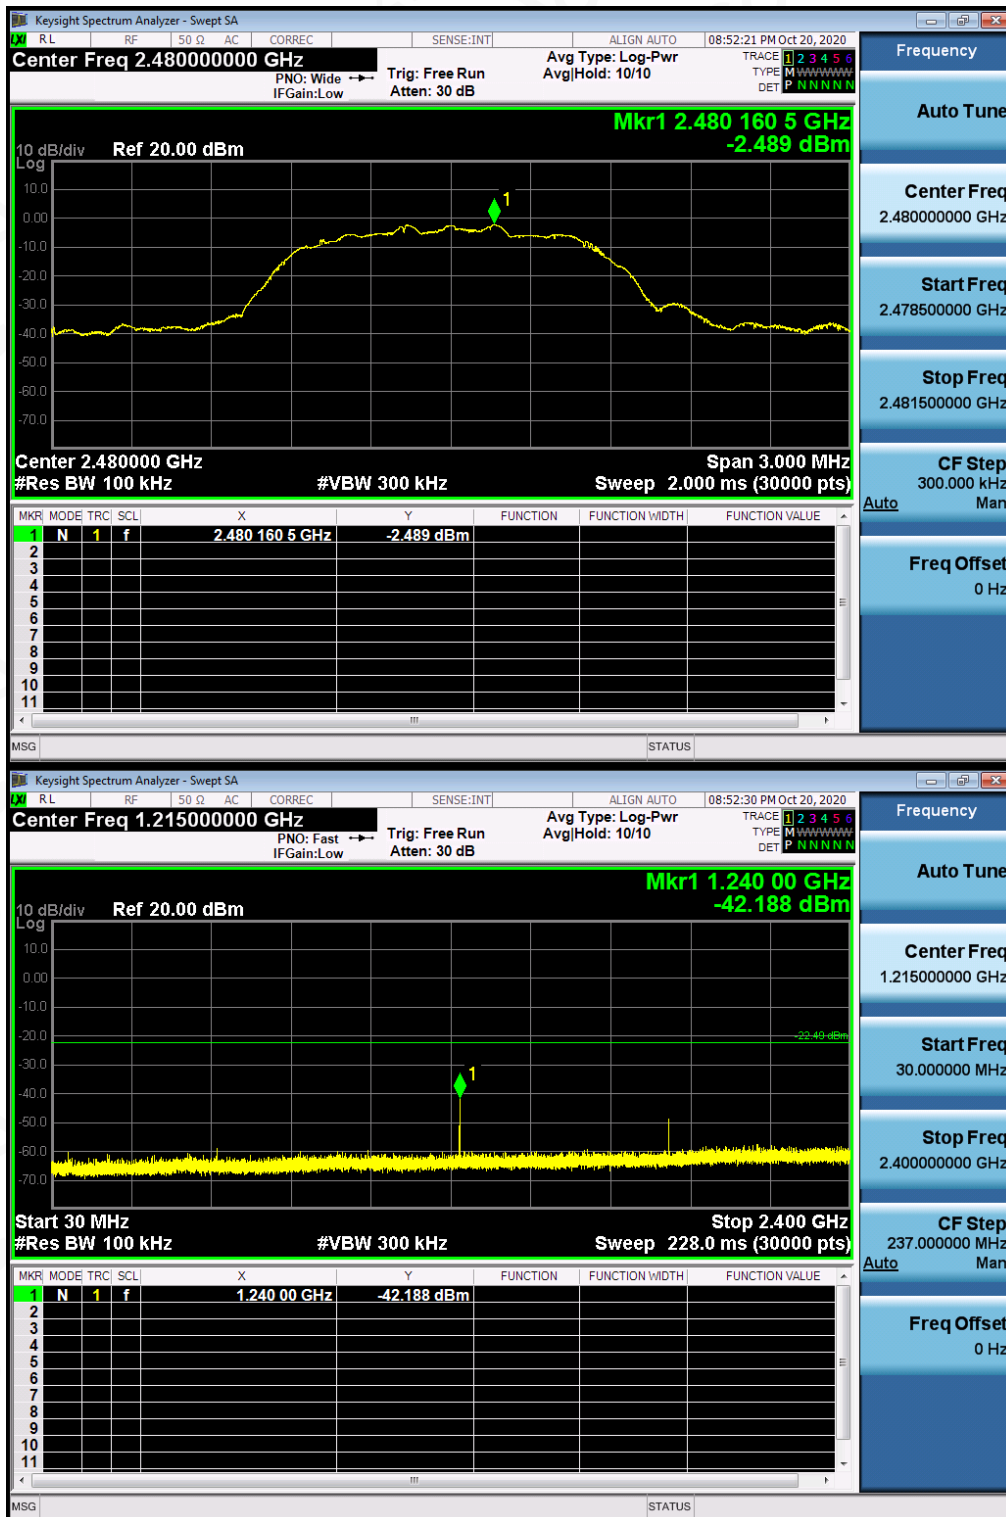 Keysight Spectrum Analyzer - Swept SA
LXI RL RF 50 Ω AC CORREC SENSE:INT ALIGN AUTO 08:52:21 PM Oct 20, 2020
Center Freq 2.480000000 GHz
PNO: Wide Trig: Free Run Avg Type: Log-Pwr TRACE 1 2 3 4 5 6
IFGain:Low Atten: 30 dB Avg|Hold: 10/10 TYPE M WWWWW
DET P N N N N N
Mkr1 2.480 160 5 GHz
-2.489 dBm
10 dB/div Ref 20.00 dBm
Log
10.0
0.00
-10.0
-20.0
-30.0
-40.0
-50.0
-60.0
-70.0
1
Center 2.480000 GHz Span 3.000 MHz
#Res BW 100 kHz #VBW 300 kHz Sweep 2.000 ms (30000 pts)
MKR MODE TRC SCL X Y FUNCTION FUNCTION WIDTH FUNCTION VALUE
1 N 1 f 2.480 160 5 GHz -2.489 dBm
2
3
4
5
6
7
8
9
10
11
MSG STATUS
Frequency
Auto Tune
Center Freq
2.480000000 GHz
Start Freq
2.478500000 GHz
Stop Freq
2.481500000 GHz
CF Step
300.000 kHz
Auto Man
Freq Offset
0 Hz
Keysight Spectrum Analyzer - Swept SA
LXI RL RF 50 Ω AC CORREC SENSE:INT ALIGN AUTO 08:52:30 PM Oct 20, 2020
Center Freq 1.215000000 GHz
PNO: Fast Trig: Free Run Avg Type: Log-Pwr TRACE 1 2 3 4 5 6
IFGain:Low Atten: 30 dB Avg|Hold: 10/10 TYPE M WWWWW
DET P N N N N N
Mkr1 1.240 00 GHz
-42.188 dBm
10 dB/div Ref 20.00 dBm
Log
10.0
0.00
-10.0
-20.0
-30.0
-40.0
-50.0
-60.0
-70.0
-22.49 dBm
1
Start 30 MHz Stop 2.400 GHz
#Res BW 100 kHz #VBW 300 kHz Sweep 228.0 ms (30000 pts)
MKR MODE TRC SCL X Y FUNCTION FUNCTION WIDTH FUNCTION VALUE
1 N 1 f 1.240 00 GHz -42.188 dBm
2
3
4
5
6
7
8
9
10
11
MSG STATUS
Frequency
Auto Tune
Center Freq
1.215000000 GHz
Start Freq
30.000000 MHz
Stop Freq
2.400000000 GHz
CF Step
237.000000 MHz
Auto Man
Freq Offset
0 Hz